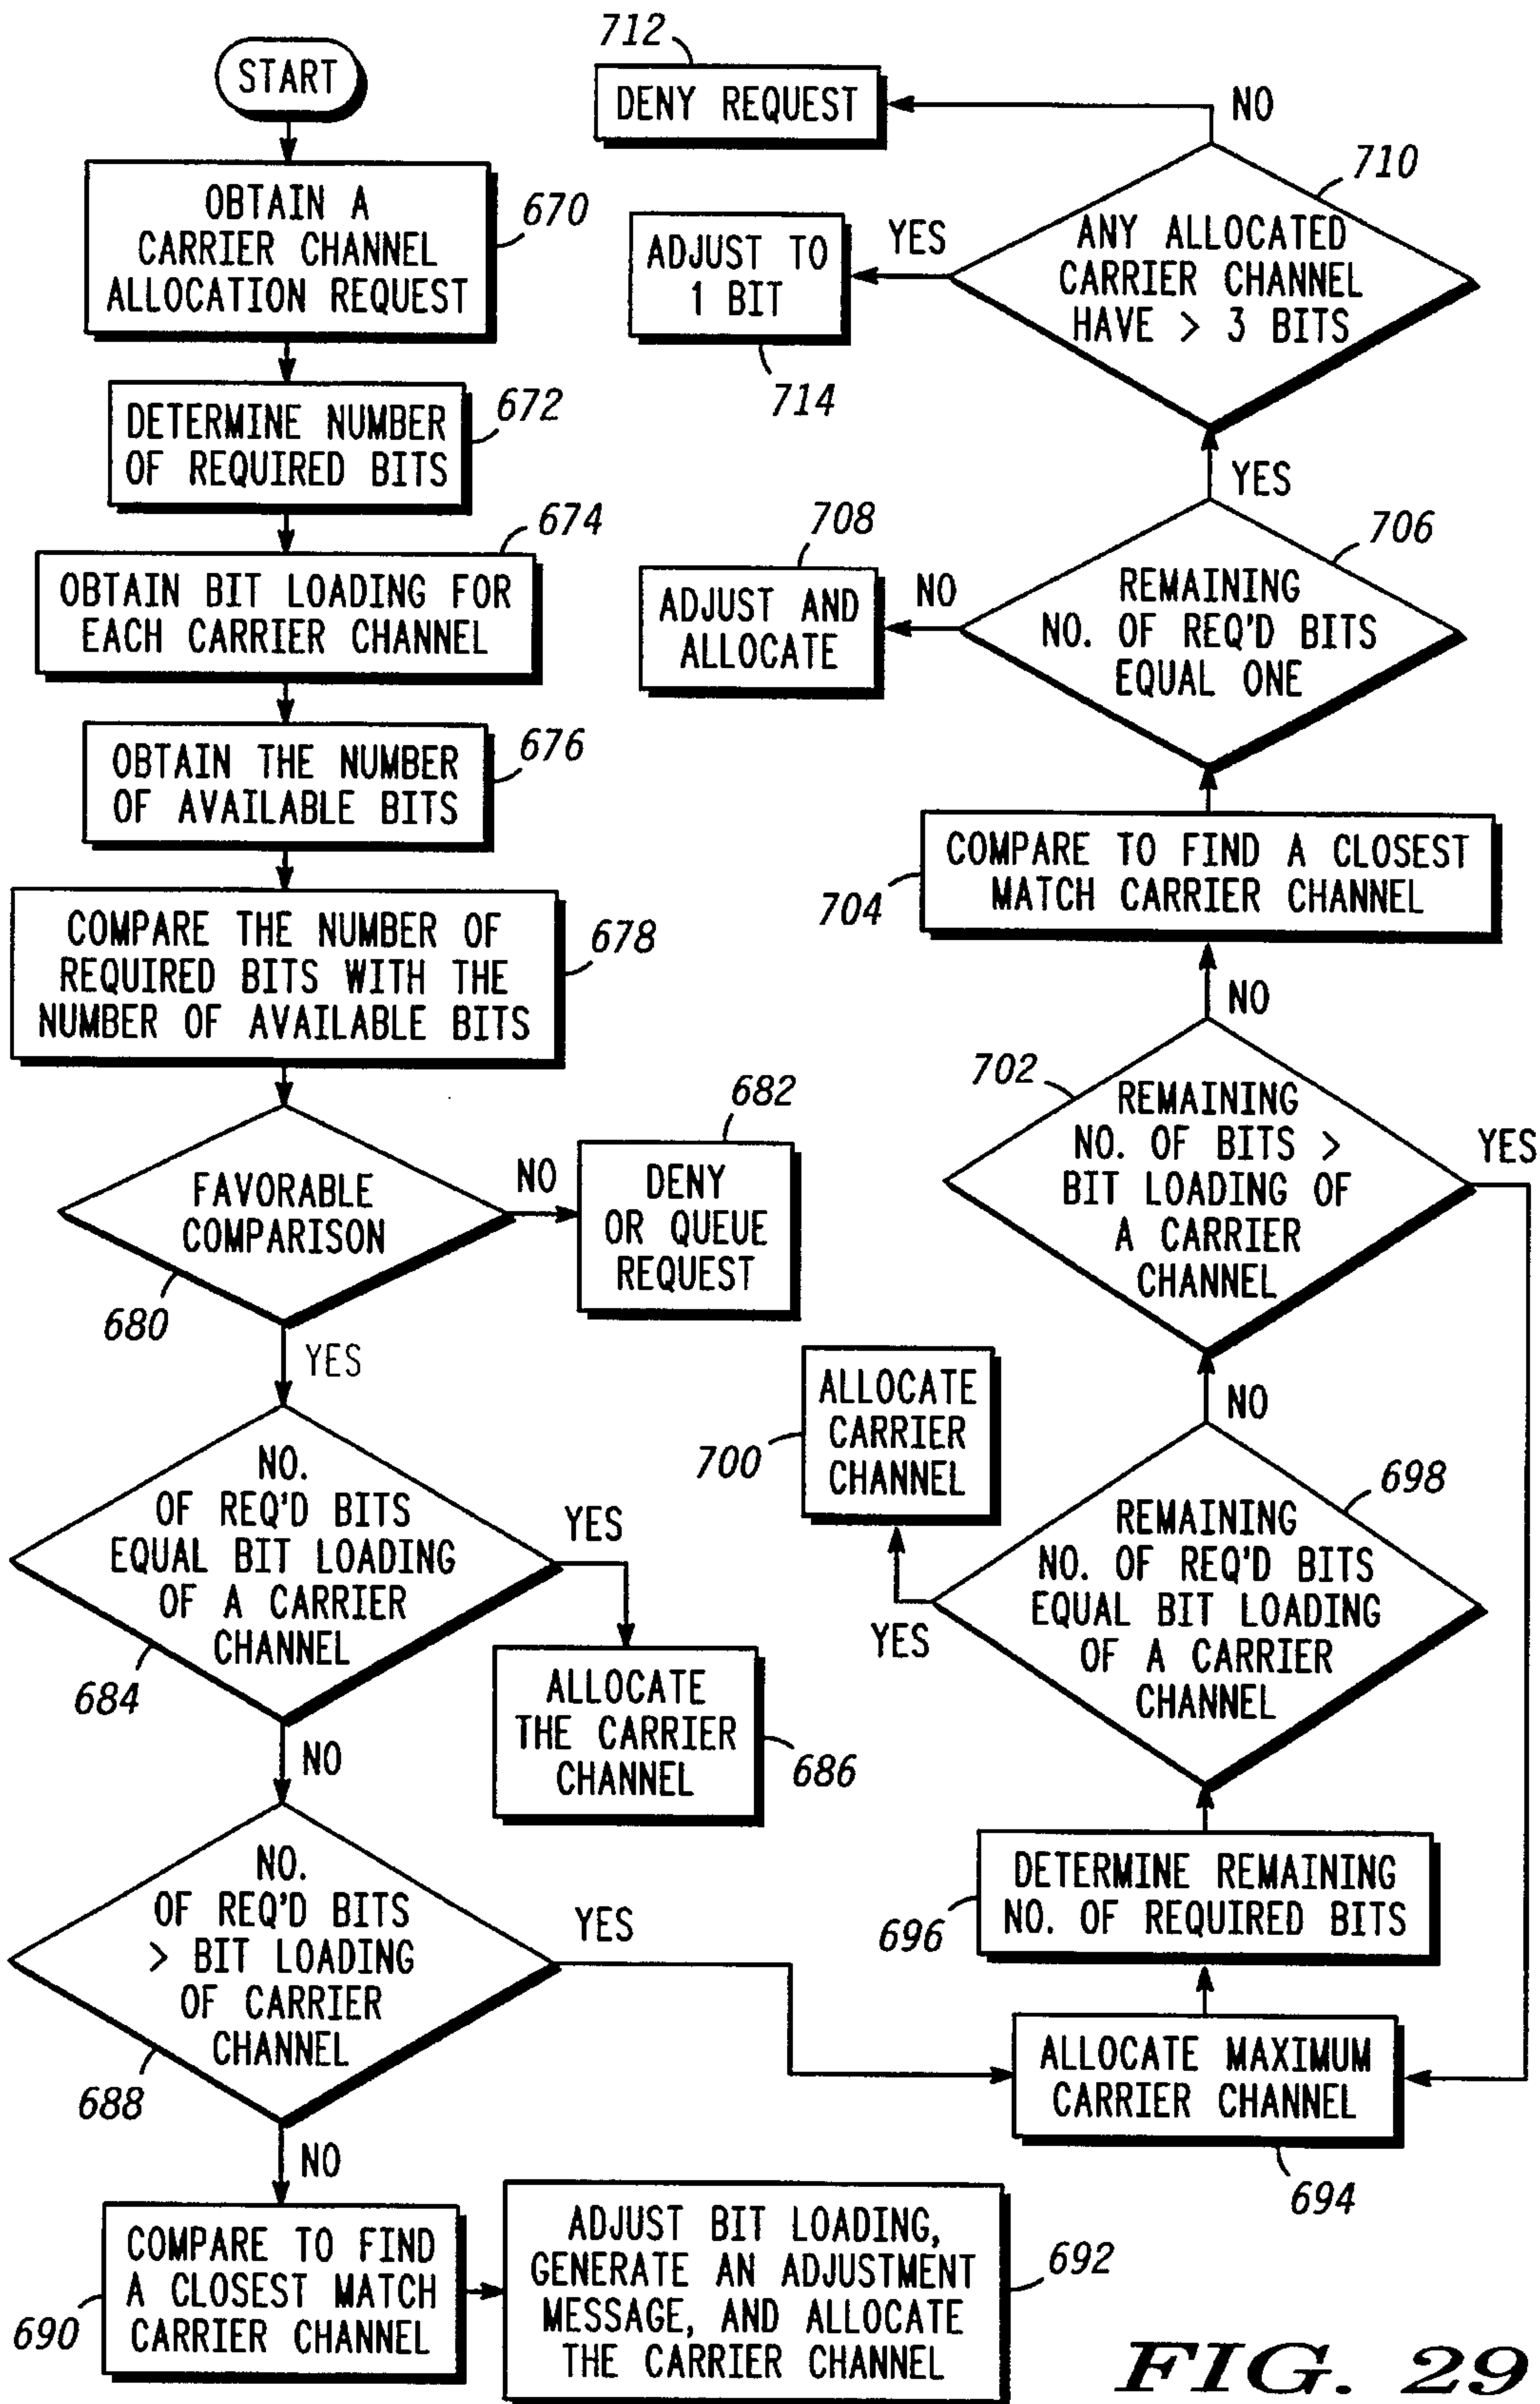 START
OBTAIN A
CARRIER CHANNEL
ALLOCATION REQUEST
670
DETERMINE NUMBER
OF REQUIRED BITS
672
674
OBTAIN BIT LOADING FOR
EACH CARRIER CHANNEL
OBTAIN THE NUMBER
OF AVAILABLE BITS
676
COMPARE THE NUMBER OF
REQUIRED BITS WITH THE
NUMBER OF AVAILABLE BITS
678
FAVORABLE
COMPARISON
680
NO
682
DENY
OR QUEUE
REQUEST
YES
NO.
OF REQ'D BITS
EQUAL BIT LOADING
OF A CARRIER
CHANNEL
684
YES
ALLOCATE
THE CARRIER
CHANNEL
686
NO
NO.
OF REQ'D BITS
> BIT LOADING
OF CARRIER
CHANNEL
688
YES
NO
COMPARE TO FIND
A CLOSEST MATCH
CARRIER CHANNEL
690
ADJUST BIT LOADING,
GENERATE AN ADJUSTMENT
MESSAGE, AND ALLOCATE
THE CARRIER CHANNEL
692
712
DENY REQUEST
NO
710
ANY ALLOCATED
CARRIER CHANNEL
HAVE > 3 BITS
YES
ADJUST TO
1 BIT
714
YES
706
REMAINING
NO. OF REQ'D BITS
EQUAL ONE
NO
708
ADJUST AND
ALLOCATE
COMPARE TO FIND A CLOSEST
MATCH CARRIER CHANNEL
704
NO
702
REMAINING
NO. OF BITS >
BIT LOADING OF
A CARRIER
CHANNEL
YES
NO
ALLOCATE
CARRIER
CHANNEL
700
698
REMAINING
NO. OF REQ'D BITS
EQUAL BIT LOADING
OF A CARRIER
CHANNEL
YES
DETERMINE REMAINING
NO. OF REQUIRED BITS
696
ALLOCATE MAXIMUM
CARRIER CHANNEL
694
FIG. 29